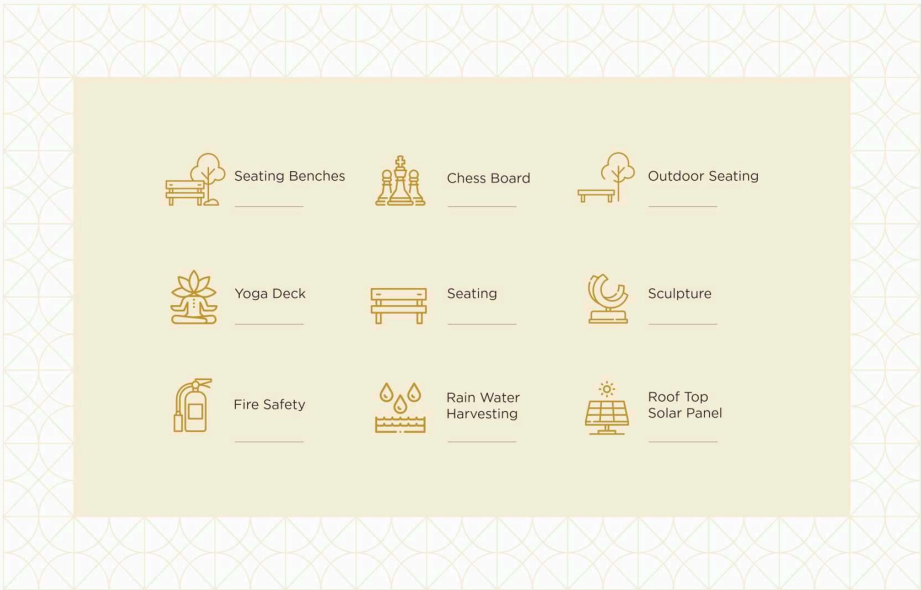 Seating Benches
Chess Board
Outdoor Seating
Yoga Deck
Seating
Sculpture
Fire Safety
Rain Water
Harvesting
Roof Top
Solar Panel